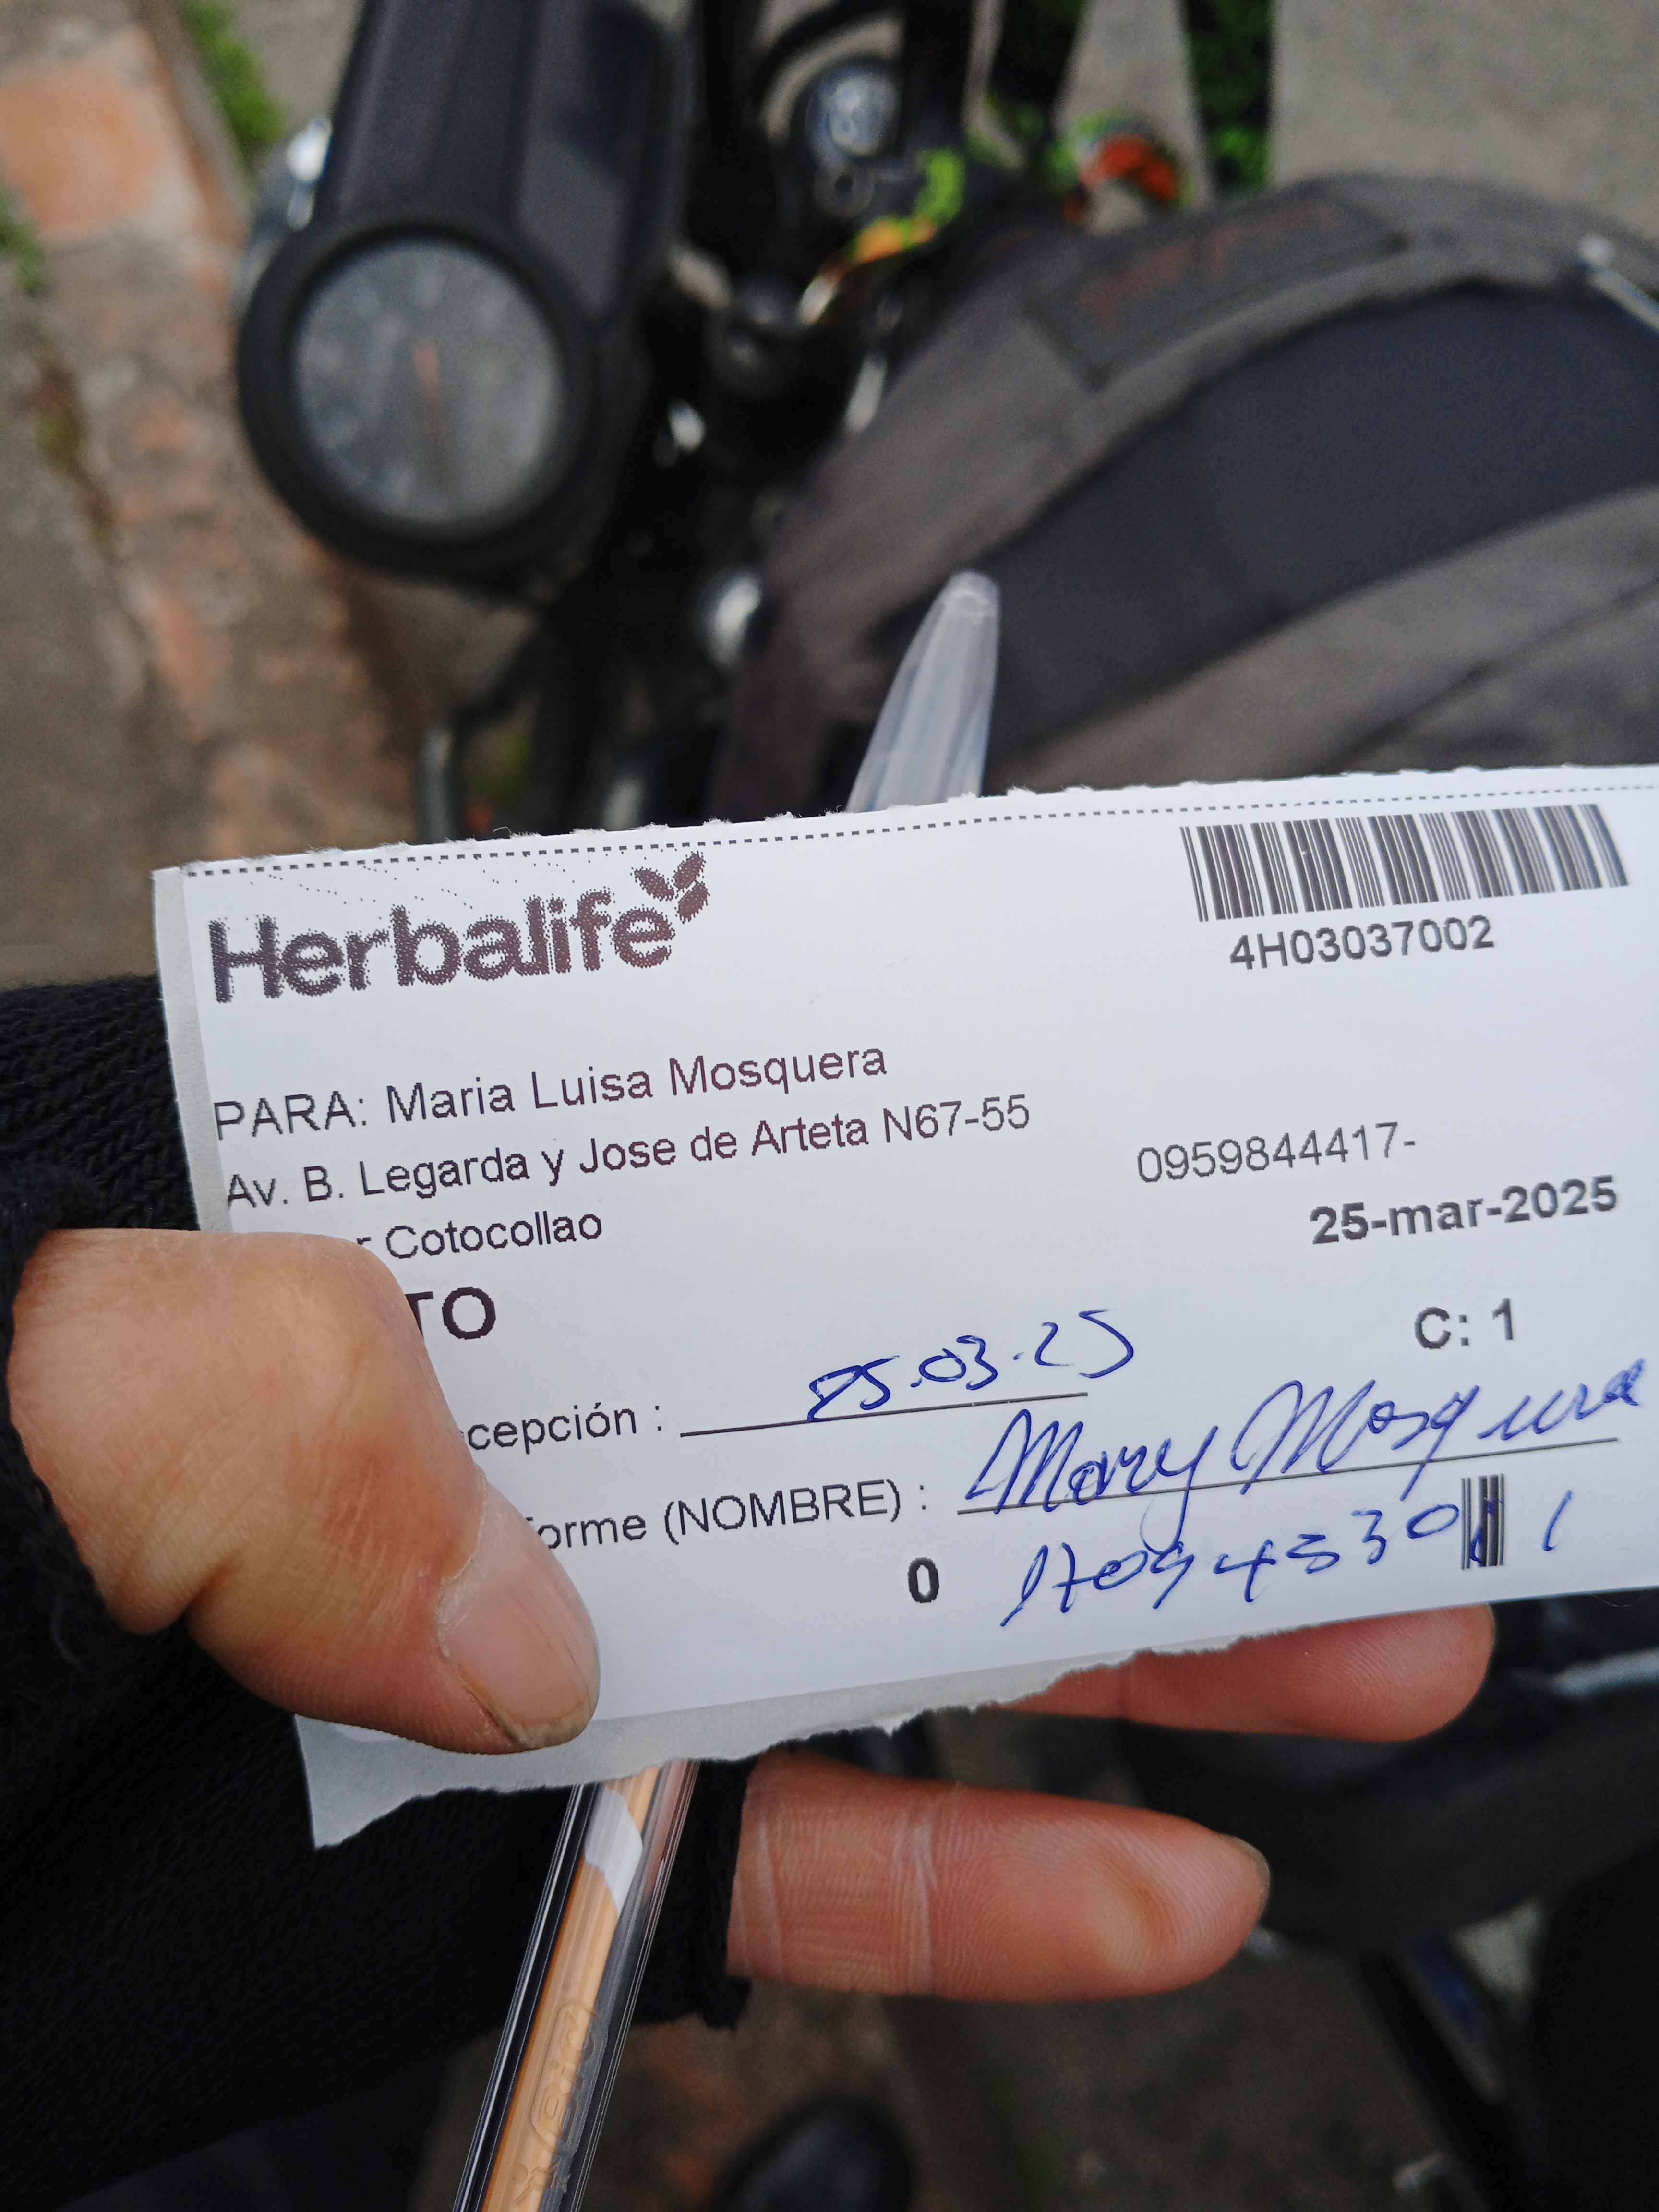 Herbalife
4H03037002
PARA: Maria Luisa Mosquera
Av. B. Legarda y Jose de Arteta N67-55
0959844417-
r Cotocollao
25-mar-2025
TO
C: 1
cepción : 25.03.25
forme (NOMBRE) : Mary Mosquera
0
Bic